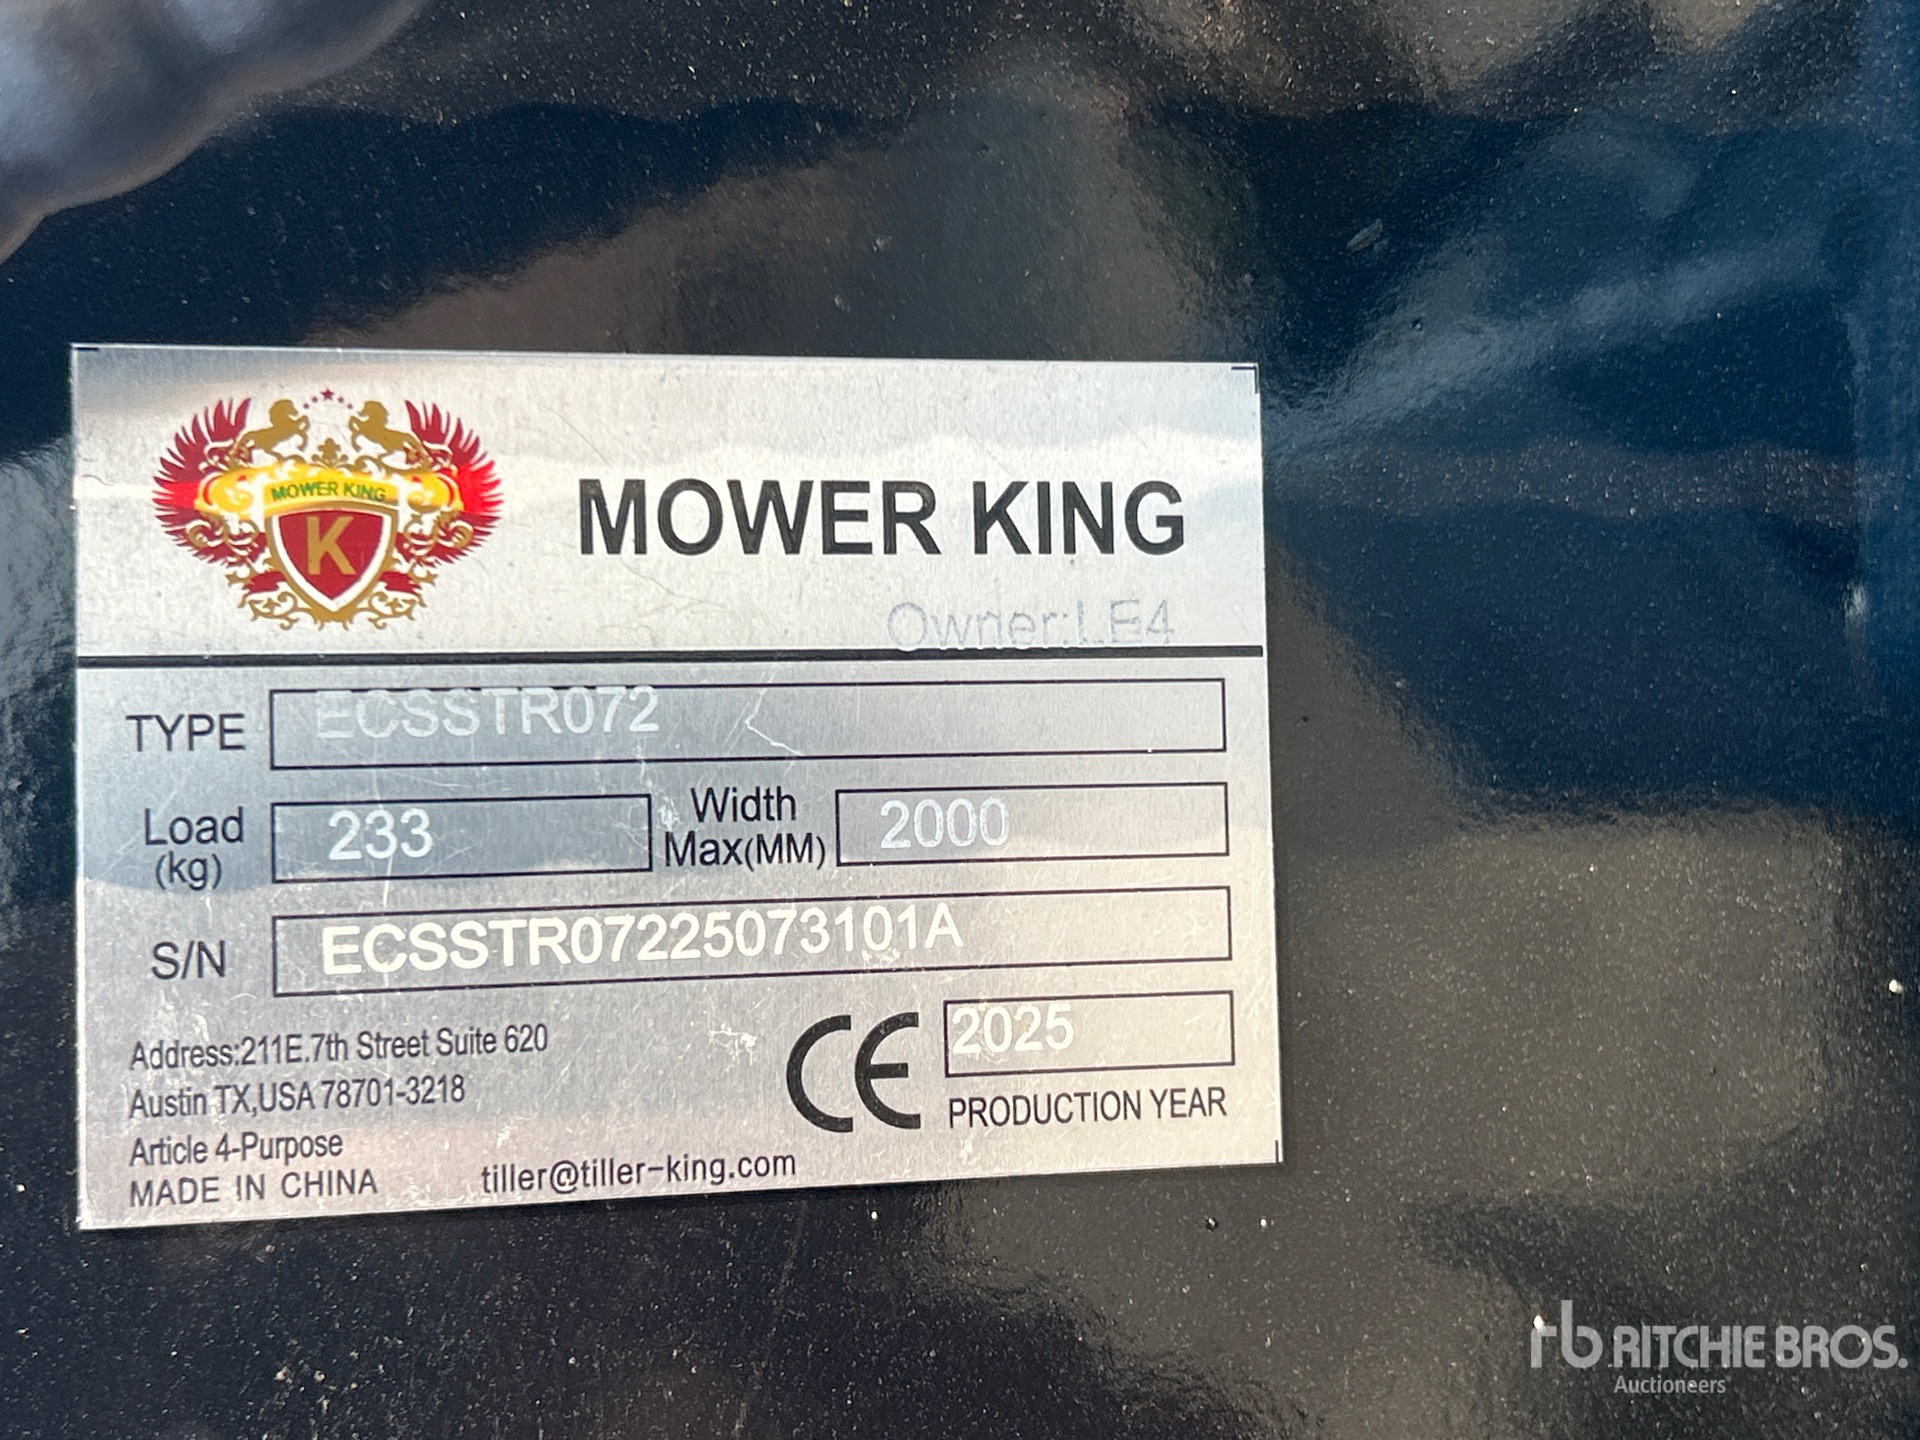 MOWER KING
K
MOWER KING
Owner:LE4
TYPE ECSSTR072
Load (kg) 233 Width Max(MM) 2000
S/N ECSSTR07225073101A
Address:211E.7th Street Suite 620
Austin TX,USA 78701-3218
Article 4-Purpose
MADE IN CHINA
tiller@tiller-king.com
CE 2025
PRODUCTION YEAR
rb RITCHIE BROS.
Auctioneers